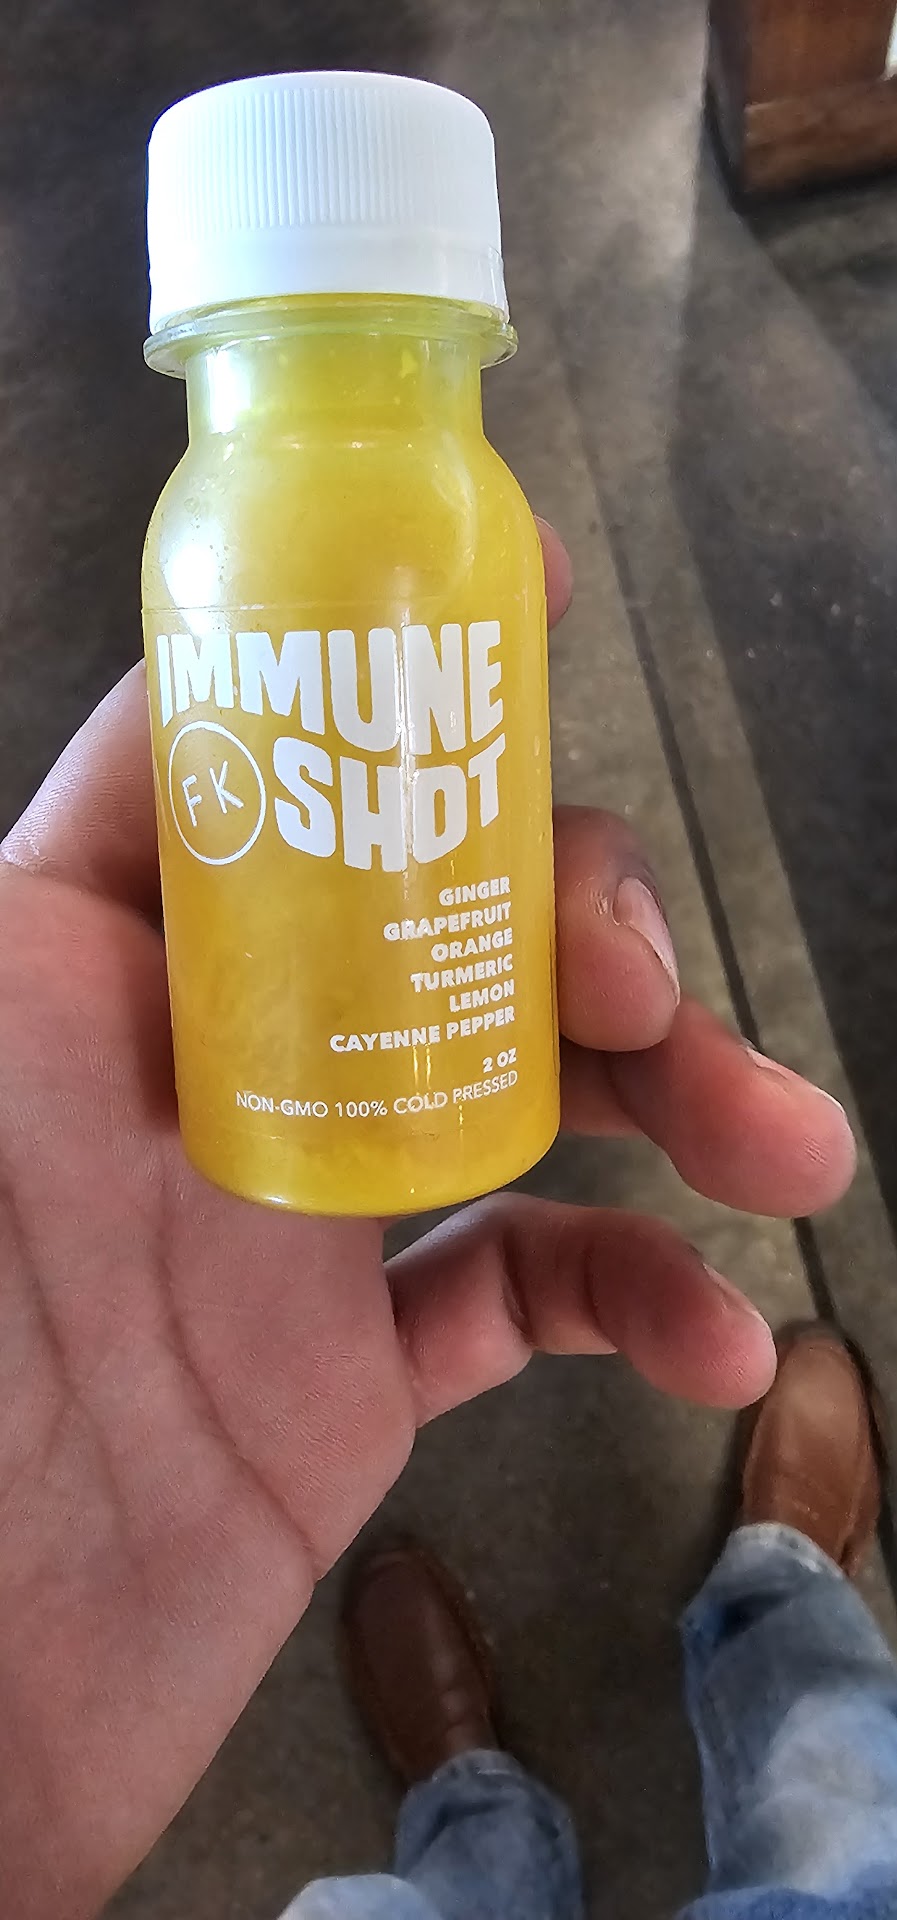 IMMUNE
FK SHOT
GINGER
GRAPEFRUIT
ORANGE
TURMERIC
LEMON
CAYENNE PEPPER
2 OZ
NON-GMO 100% COLD PRESSED